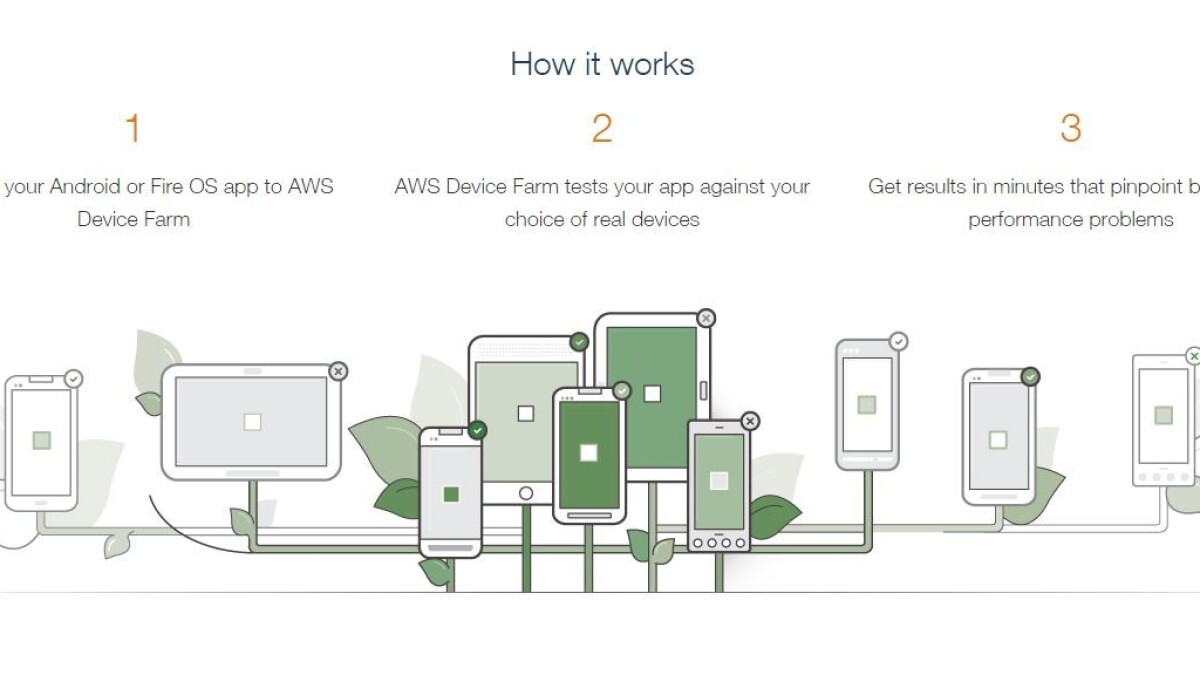 How it works
1
your Android or Fire OS app to AWS
Device Farm
2
AWS Device Farm tests your app against your
choice of real devices
3
Get results in minutes that pinpoint
performance problems